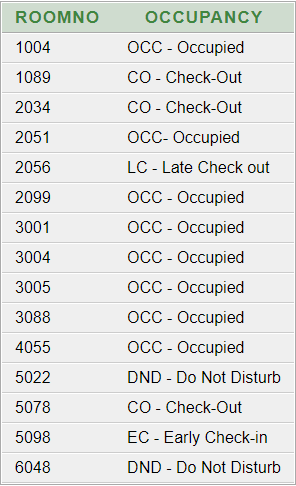 ROOMNO OCCUPANCY
1004 OCC - Occupied
1089 CO - Check-Out
2034 CO - Check-Out
2051 OCC- Occupied
2056 LC - Late Check out
2099 OCC - Occupied
3001 OCC - Occupied
3004 OCC - Occupied
3005 OCC - Occupied
3088 OCC - Occupied
4055 OCC - Occupied
5022 DND - Do Not Disturb
5078 CO - Check-Out
5098 EC - Early Check-in
6048 DND - Do Not Disturb